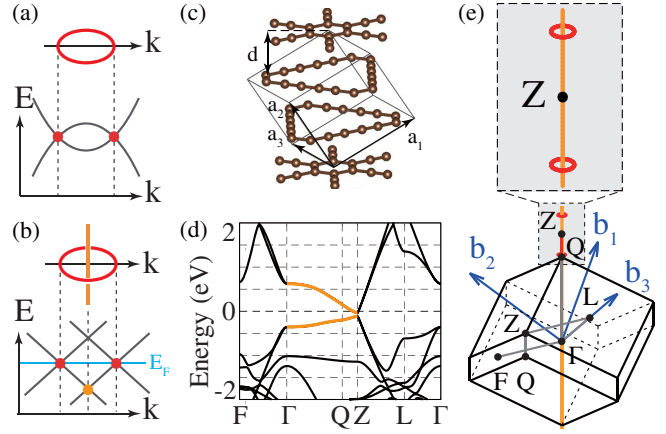 (a)
k
E
k
(b)
k
E
E_F
k
(c)
d
a_2
a_3
a_1
(d)
Energy (eV)
2
0
-2
F Γ Q Z L Γ
(e)
Z
Z
Q
b_1
b_2
b_3
L
Z
Γ
F
Q